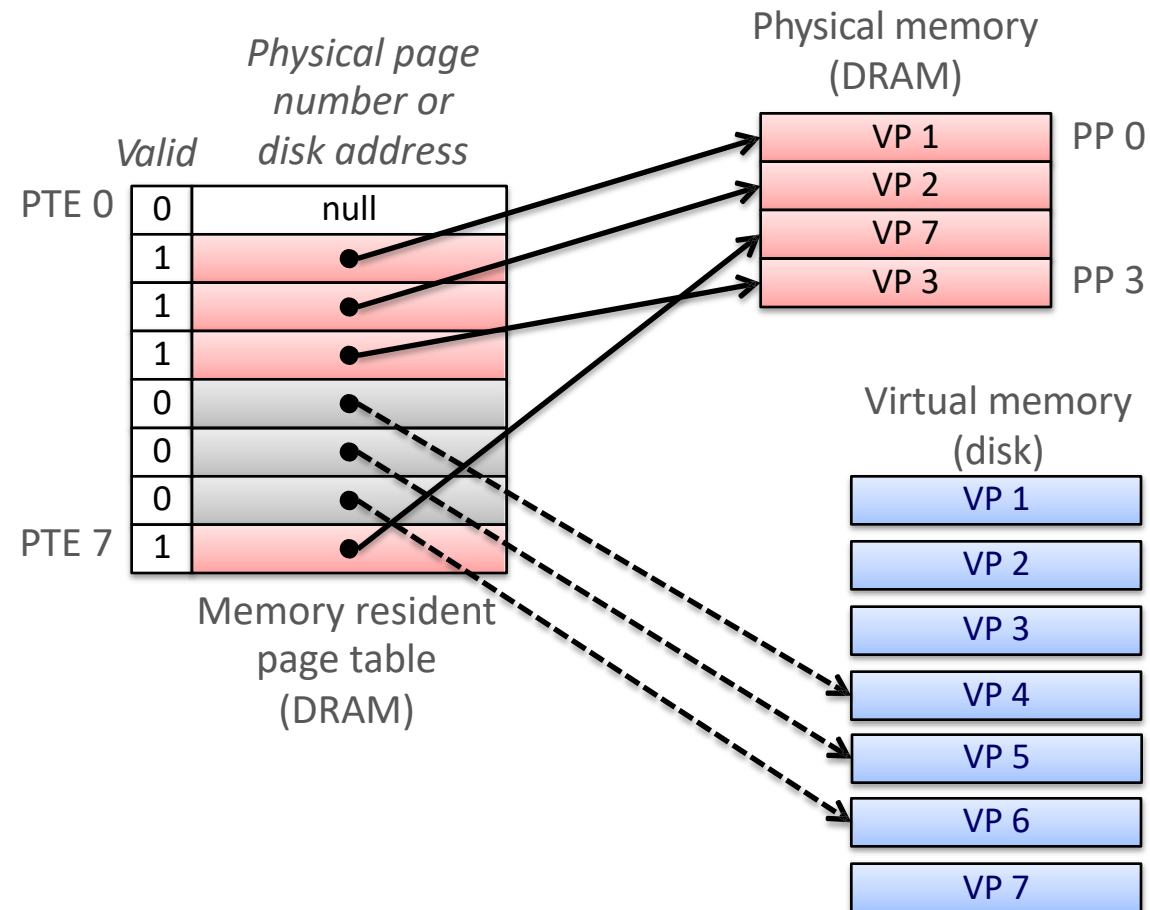 Physical page
number or
disk address
Valid
PTE 0
0
null
1
1
1
0
0
0
PTE 7
1
Memory resident
page table
(DRAM)
Physical memory
(DRAM)
VP 1
PP 0
VP 2
VP 7
VP 3
PP 3
Virtual memory
(disk)
VP 1
VP 2
VP 3
VP 4
VP 5
VP 6
VP 7